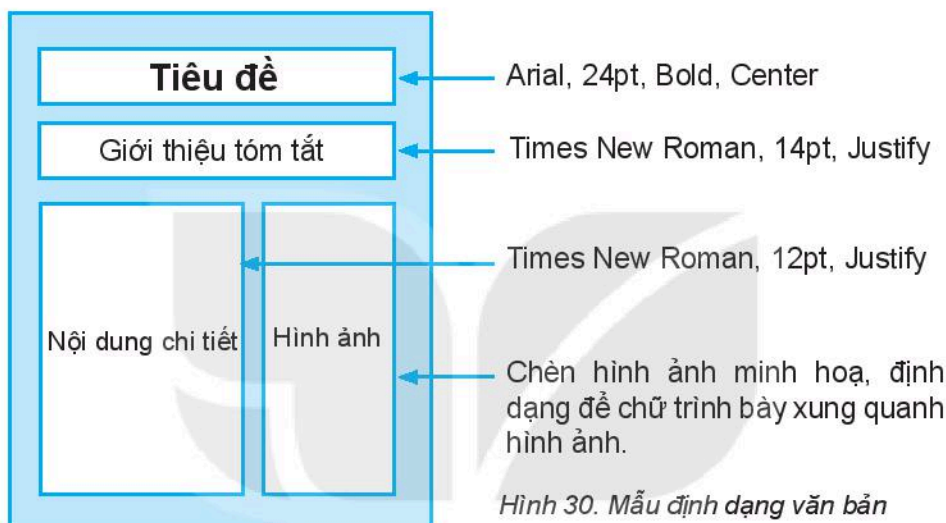 Tiêu đề
Arial, 24pt, Bold, Center
Giới thiệu tóm tắt
Times New Roman, 14pt, Justify
Times New Roman, 12pt, Justify
Nội dung chi tiết
Hình ảnh
Chèn hình ảnh minh hoạ, định
dạng để chữ trình bày xung quanh
hình ảnh.
Hình 30. Mẫu định dạng văn bản